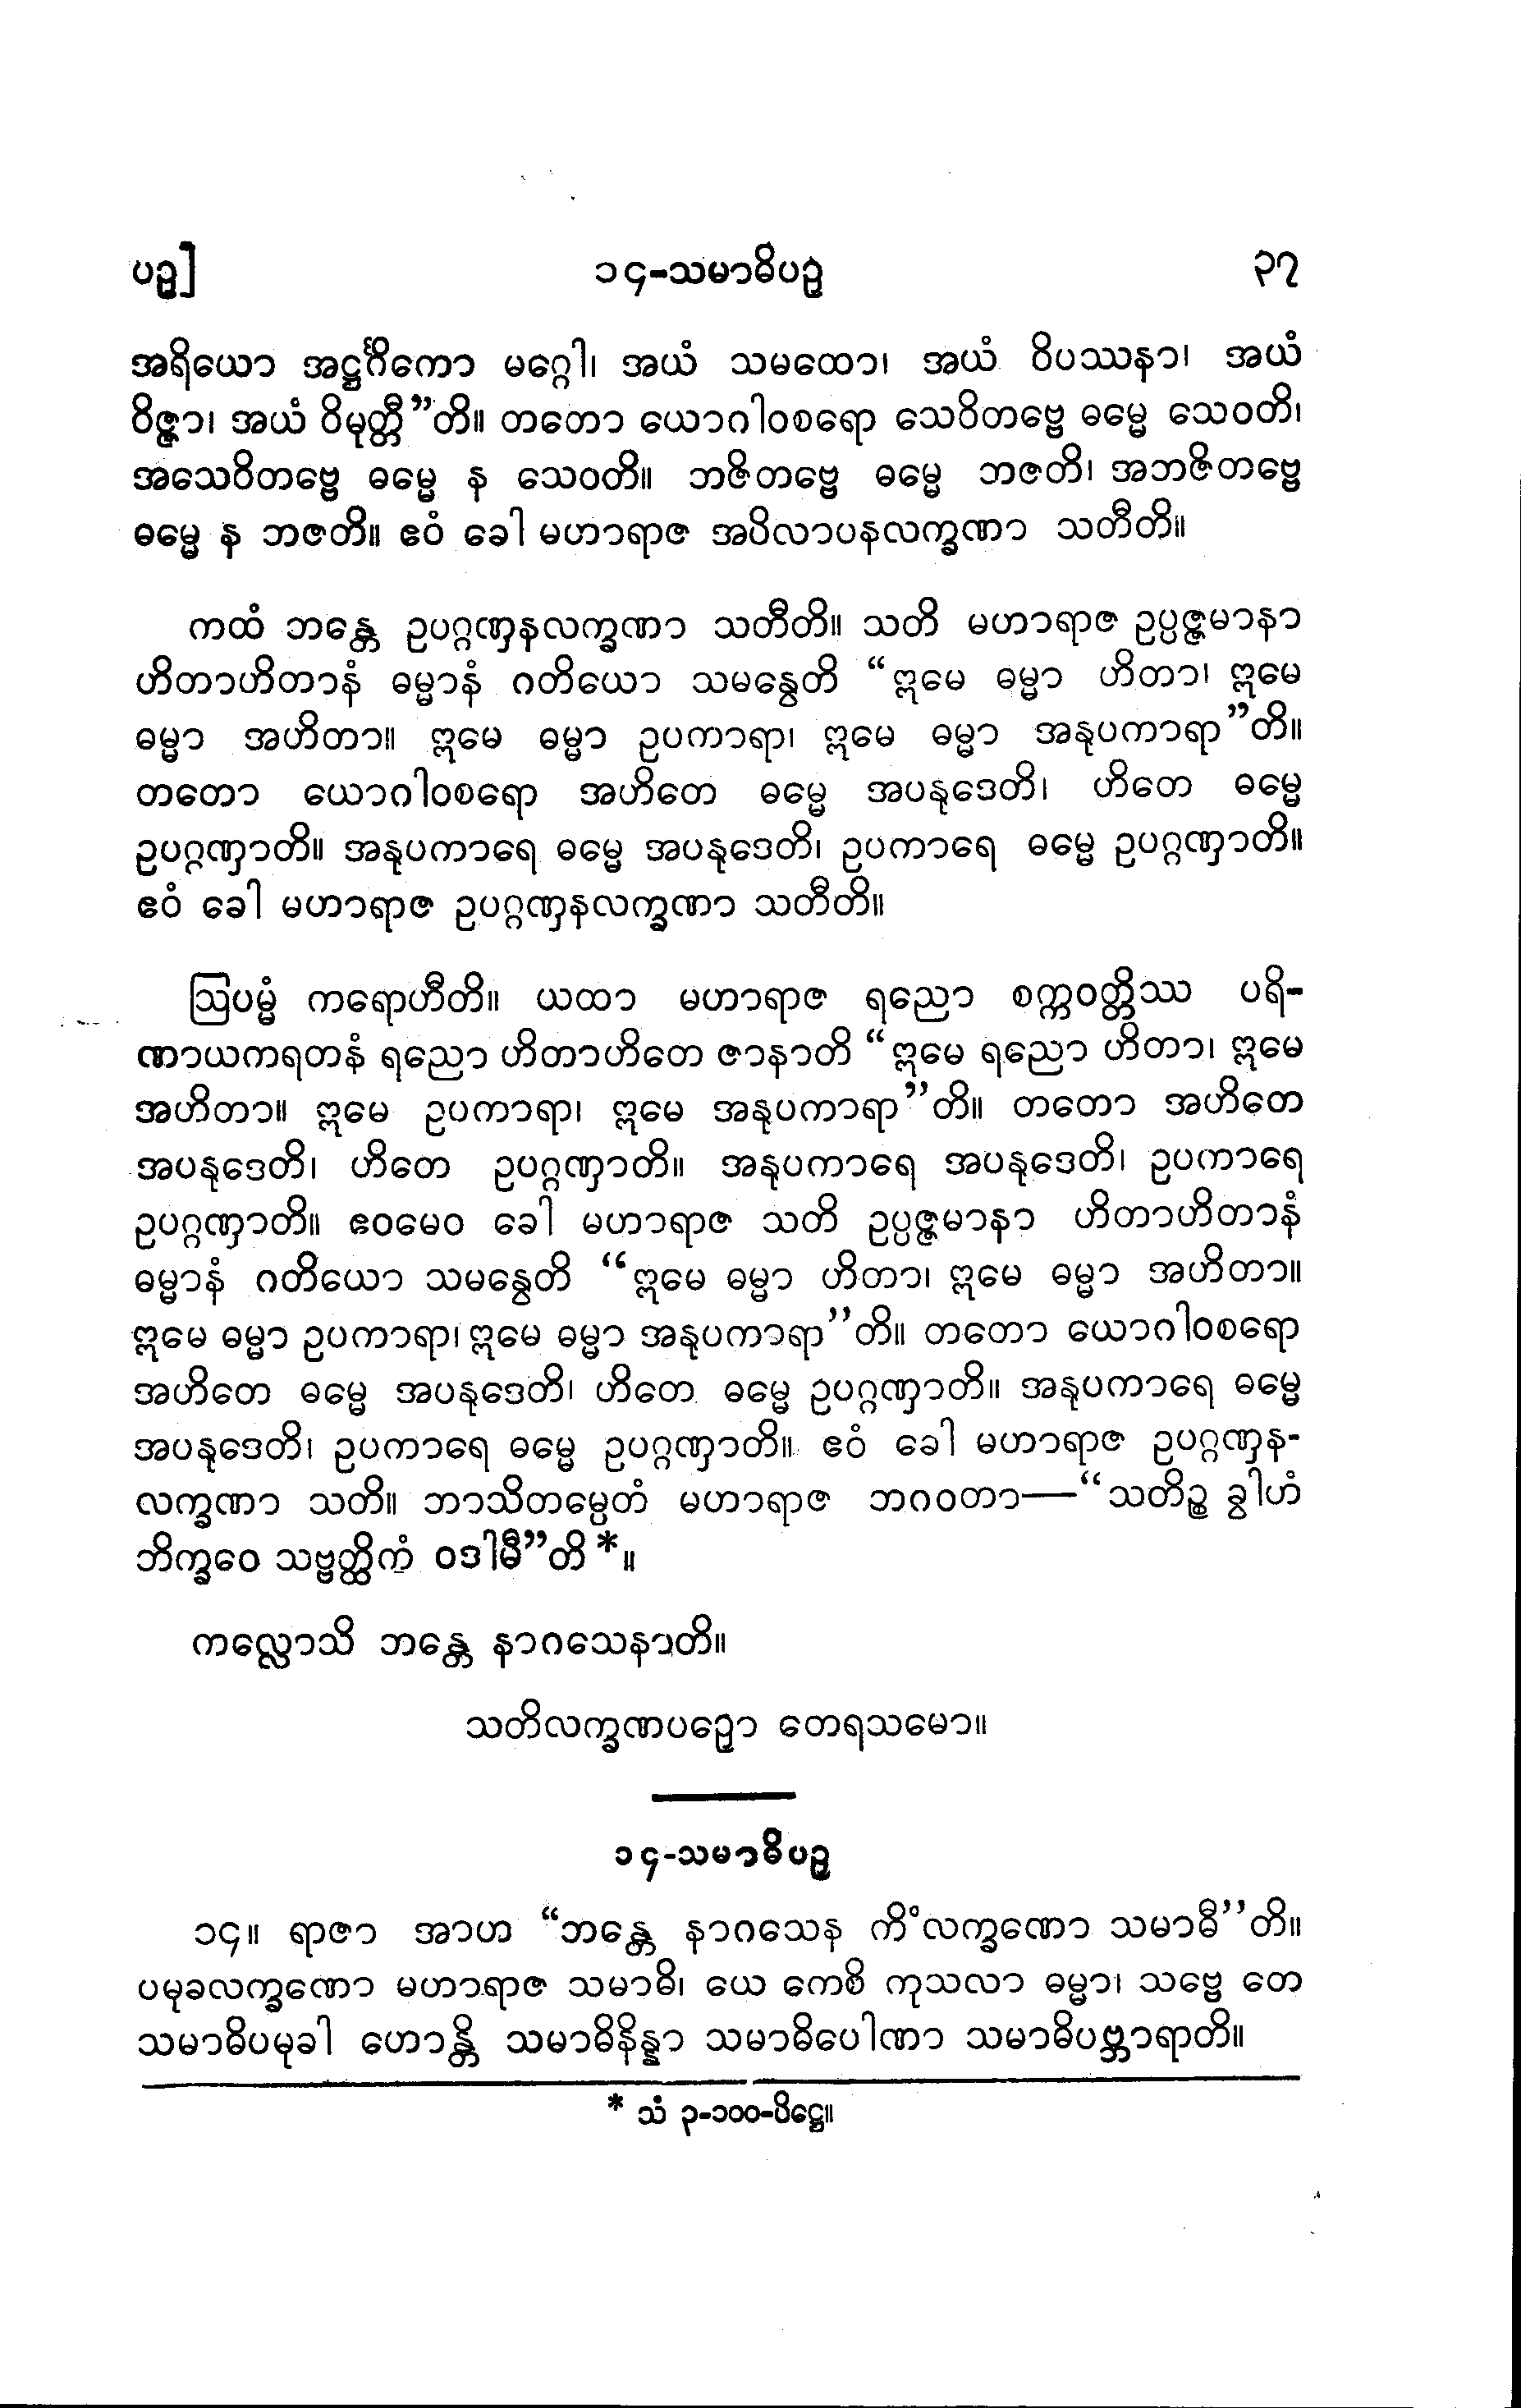 ပဉှ]
၁၄-သမာဓိပဉှ
၃၇
အရိယော အဋ္ဌင်္ဂိကော မဂ္ဂေါ၊ အယံ သမထော၊ အယံ ဝိပဿနာ၊ အယံ
ဝိဇ္ဇာ၊ အယံ ဝိမုတ္တီ”တိ။ တတော ယောဂါဝစရော သေဝိတဗ္ဗေ ဓမ္မေ သေဝတိ၊
အသေဝိတဗ္ဗေ ဓမ္မေ န သေဝတိ။ ဘဇိတဗ္ဗေ ဓမ္မေ ဘဇတိ၊ အဘဇိတဗ္ဗေ
ဓမ္မေ န ဘဇတိ။ ဧဝံ ခေါ မဟာရာဇ အပိလာပနလက္ခဏာ သတီတိ။
ကထံ ဘန္တေ ဥပဂ္ဂဏှနလက္ခဏာ သတီတိ။ သတိ မဟာရာဇ ဥပ္ပဇ္ဇမာနာ
ဟိတာဟိတာနံ ဓမ္မာနံ ဂတိယော သမန္ဝေတိ “ဣမေ ဓမ္မာ ဟိတာ၊ ဣမေ
ဓမ္မာ အဟိတာ။ ဣမေ ဓမ္မာ ဥပကာရာ၊ ဣမေ ဓမ္မာ အနုပကာရာ”တိ။
တတော ယောဂါဝစရော အဟိတေ ဓမ္မေ အပနုဒေတိ၊ ဟိတေ ဓမ္မေ
ဥပဂ္ဂဏှာတိ။ အနုပကာရေ ဓမ္မေ အပနုဒေတိ၊ ဥပကာရေ ဓမ္မေ ဥပဂ္ဂဏှာတိ။
ဧဝံ ခေါ မဟာရာဇ ဥပဂ္ဂဏှနလက္ခဏာ သတီတိ။
ဩပမ္မံ ကရောဟီတိ။ ယထာ မဟာရာဇ ရညော စက္ကဝတ္တိဿ ပရိ-
ဏာယကရတနံ ရညော ဟိတာဟိတေ ဇာနာတိ “ဣမေ ရညော ဟိတာ၊ ဣမေ
အဟိတာ။ ဣမေ ဥပကာရာ၊ ဣမေ အနုပကာရာ”တိ။ တတော အဟိတေ
အပနုဒေတိ၊ ဟိတေ ဥပဂ္ဂဏှာတိ။ အနုပကာရေ အပနုဒေတိ၊ ဥပကာရေ
ဥပဂ္ဂဏှာတိ။ ဧဝမေဝ ခေါ မဟာရာဇ သတိ ဥပ္ပဇ္ဇမာနာ ဟိတာဟိတာနံ
ဓမ္မာနံ ဂတိယော သမန္ဝေတိ “ဣမေ ဓမ္မာ ဟိတာ၊ ဣမေ ဓမ္မာ အဟိတာ။
ဣမေ ဓမ္မာ ဥပကာရာ၊ ဣမေ ဓမ္မာ အနုပကာရာ”တိ။ တတော ယောဂါဝစရော
အဟိတေ ဓမ္မေ အပနုဒေတိ၊ ဟိတေ ဓမ္မေ ဥပဂ္ဂဏှာတိ။ အနုပကာရေ ဓမ္မေ
အပနုဒေတိ၊ ဥပကာရေ ဓမ္မေ ဥပဂ္ဂဏှာတိ။ ဧဝံ ခေါ မဟာရာဇ ဥပဂ္ဂဏှန-
လက္ခဏာ သတိ။ ဘာသိတမ္ပေတံ မဟာရာဇ ဘဂဝတာ—“သတိဉ္စ ခွါဟံ
ဘိက္ခဝေ သဗ္ဗတ္ထိကံ ဝဒါမီ”တိ *။
ကလ္လောသိ ဘန္တေ နာဂသေနာတိ။
သတိလက္ခဏပဉှော တေရသမော။
၁၄-သမာဓိပဉှ
၁၄။ ရာဇာ အာဟ “ဘန္တေ နာဂသေန ကိံလက္ခဏော သမာဓီ”တိ။
ပမုခလက္ခဏော မဟာရာဇ သမာဓိ၊ ယေ ကေစိ ကုသလာ ဓမ္မာ၊ သဗ္ဗေ တေ
သမာဓိပမုခါ ဟောန္တိ သမာဓိနိန္နာ သမာဓိပေါဏာ သမာဓိပဗ္ဘာရာတိ။
* သံ ၃-၁၀၀-ပိဋ္ဌေ။